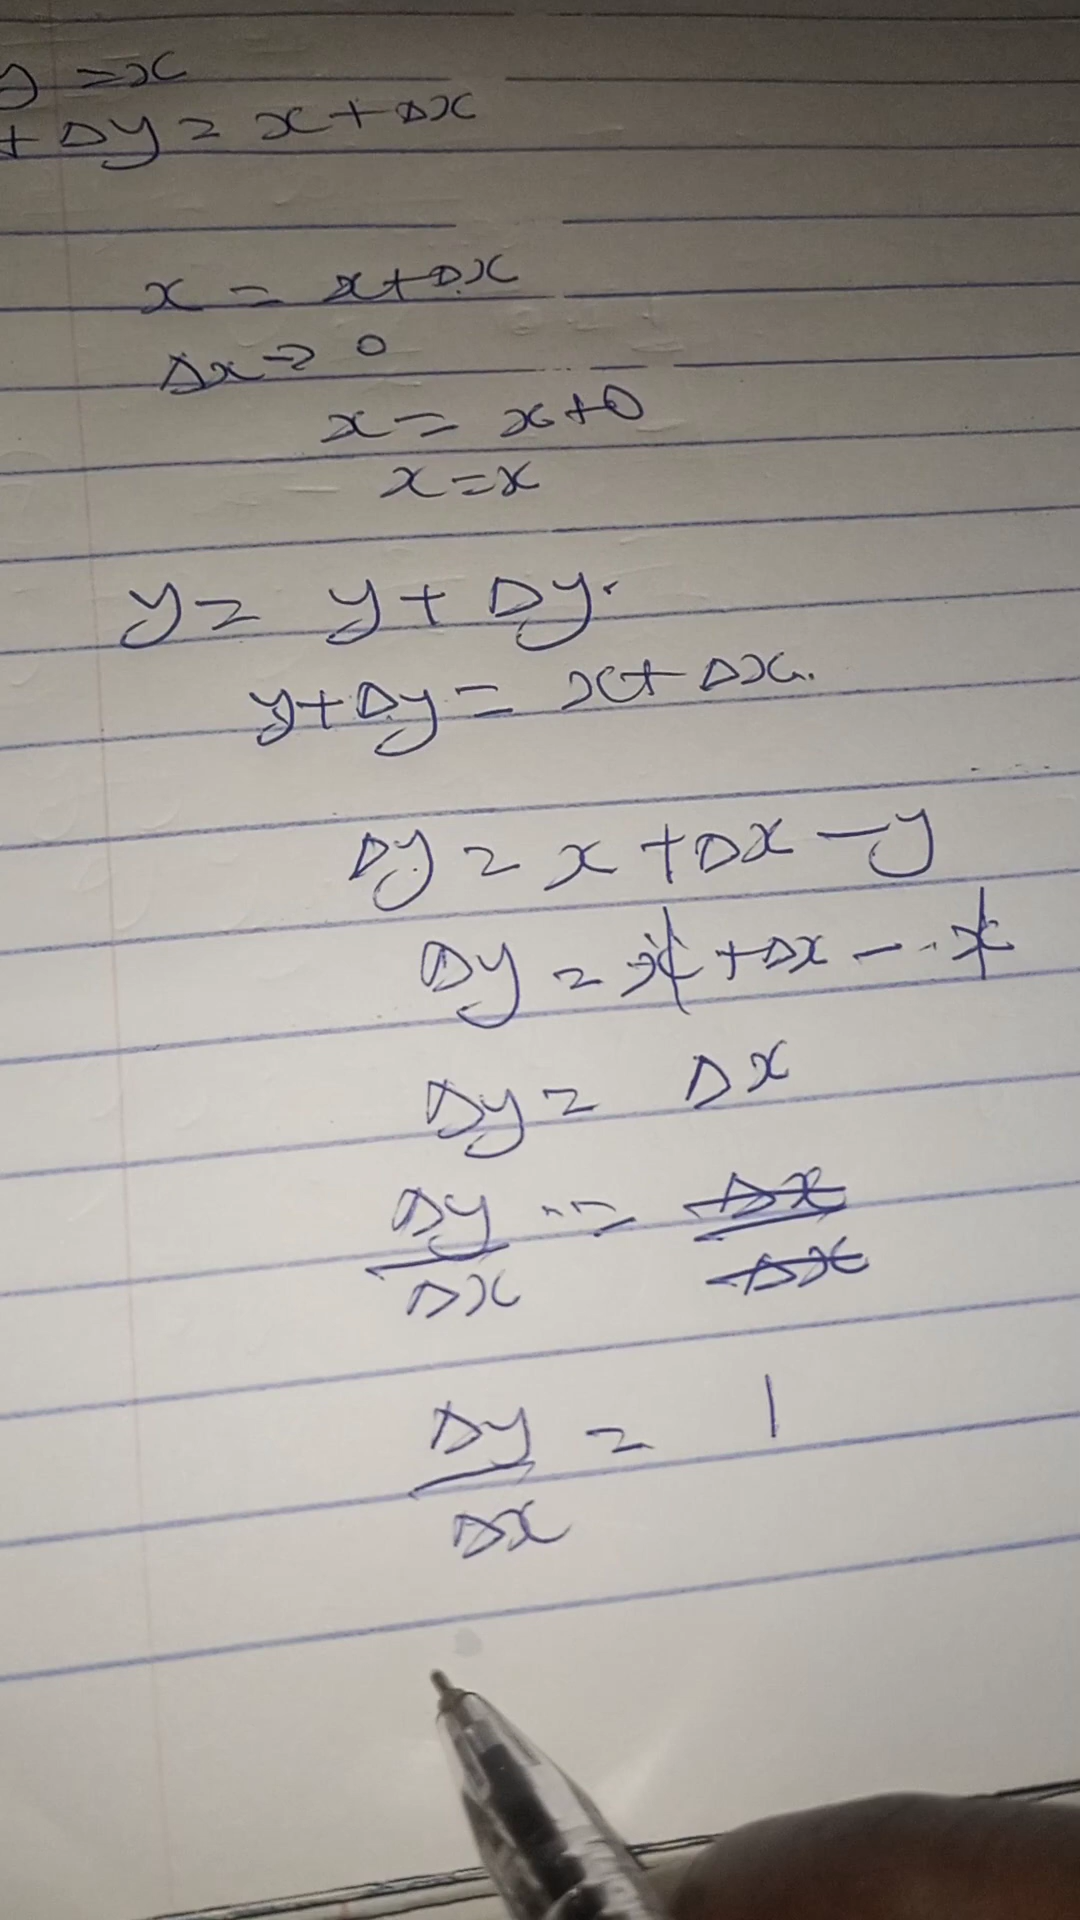 y = x
+ Δy = x + Δx
x = x + Δx
Δx → 0
x = x + 0
x = x
y = y + Δy.
y + Δy = x + Δx.
Δy = x + Δx - y
Δy = x + Δx - x
Δy = Δx
Δy/Δx = Δx/Δx
Δy/Δx = 1